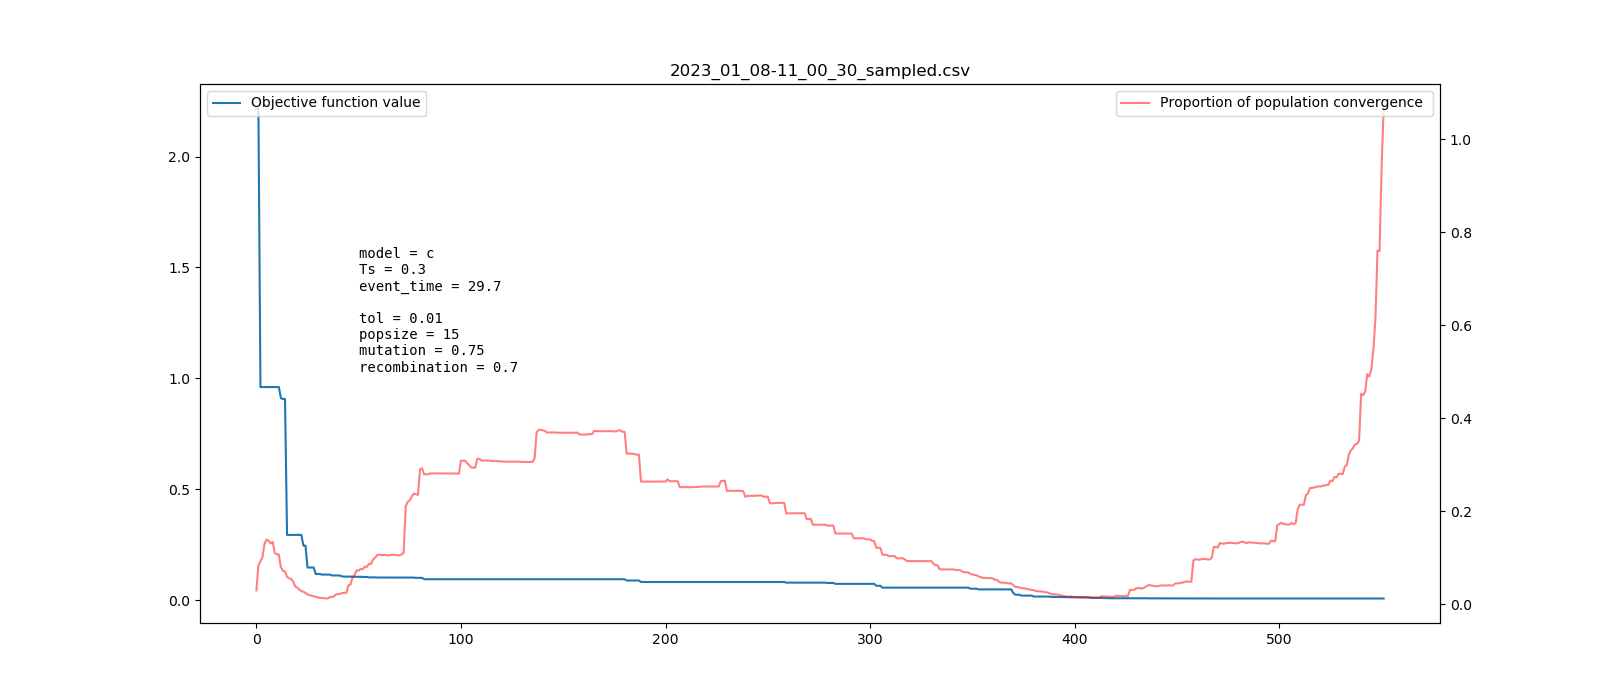 2023_01_08-11_00_30_sampled.csv
Objective function value
Proportion of population convergence
2.0
1.5
1.0
0.5
0.0
model = c
Ts = 0.3
event_time = 29.7
tol = 0.01
popsize = 15
mutation = 0.75
recombination = 0.7
1.0
0.8
0.6
0.4
0.2
0.0
0 100 200 300 400 500